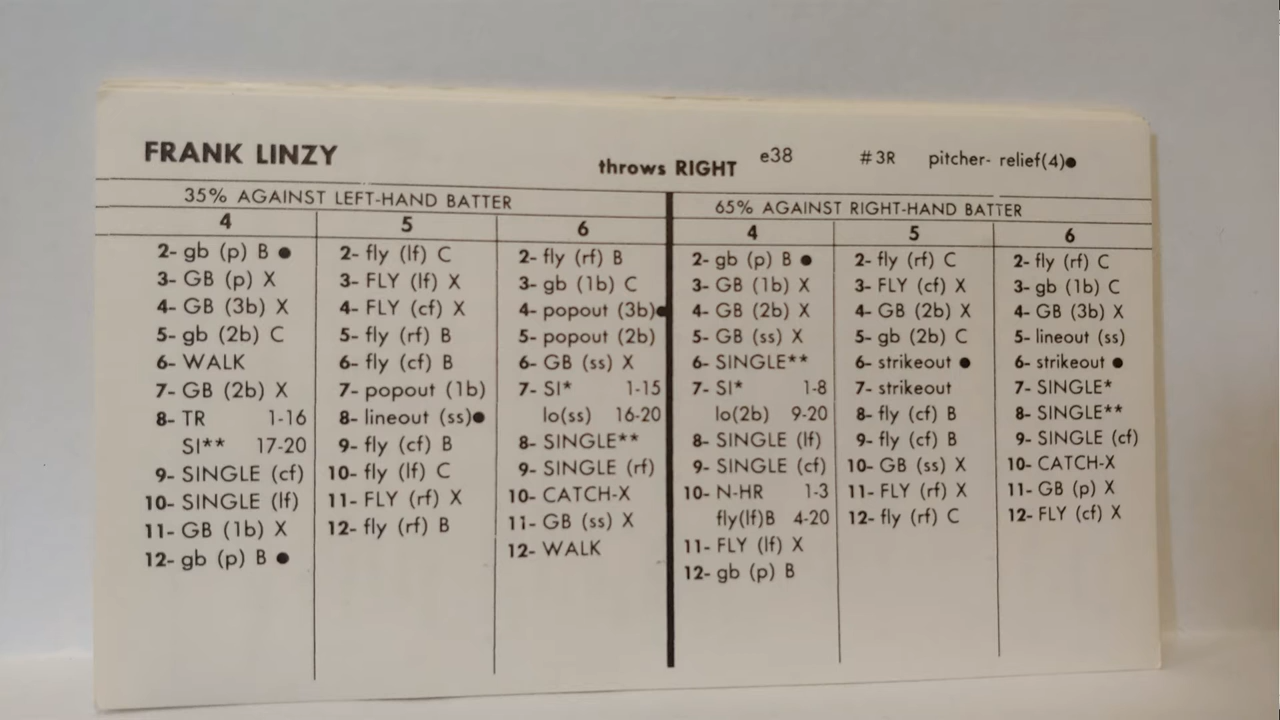 FRANK LINZY throws RIGHT e38 #3R pitcher- relief(4)●
35% AGAINST LEFT-HAND BATTER
4 5 6
2- gb (p) B ● 2- fly (lf) C 2- fly (rf) B
3- GB (p) X 3- FLY (lf) X 3- gb (1b) C
4- GB (3b) X 4- FLY (cf) X 4- popout (3b)●
5- gb (2b) C 5- fly (rf) B 5- popout (2b)
6- WALK 6- fly (cf) B 6- GB (ss) X
7- GB (2b) X 7- popout (1b) 7- SI* 1-15
8- TR 1-16 8- lineout (ss)● lo(ss) 16-20
SI** 17-20 9- fly (cf) B 8- SINGLE**
9- SINGLE (cf) 10- fly (lf) C 9- SINGLE (rf)
10- SINGLE (lf) 11- FLY (rf) X 10- CATCH-X
11- GB (1b) X 12- fly (rf) B 11- GB (ss) X
12- gb (p) B ● 12- WALK
65% AGAINST RIGHT-HAND BATTER
4 5 6
2- gb (p) B ● 2- fly (rf) C 2- fly (rf) C
3- GB (1b) X 3- FLY (cf) X 3- gb (1b) C
4- GB (2b) X 4- GB (2b) X 4- GB (3b) X
5- GB (ss) X 5- gb (2b) C 5- lineout (ss)
6- SINGLE** 6- strikeout ● 6- strikeout ●
7- SI* 1-8 7- strikeout 7- SINGLE*
lo(2b) 9-20 8- fly (cf) B 8- SINGLE**
8- SINGLE (lf) 9- fly (cf) B 9- SINGLE (cf)
9- SINGLE (cf) 10- GB (ss) X 10- CATCH-X
10- N-HR 1-3 11- FLY (rf) X 11- GB (p) X
fly(lf)B 4-20 12- fly (rf) C 12- FLY (cf) X
11- FLY (lf) X
12- gb (p) B